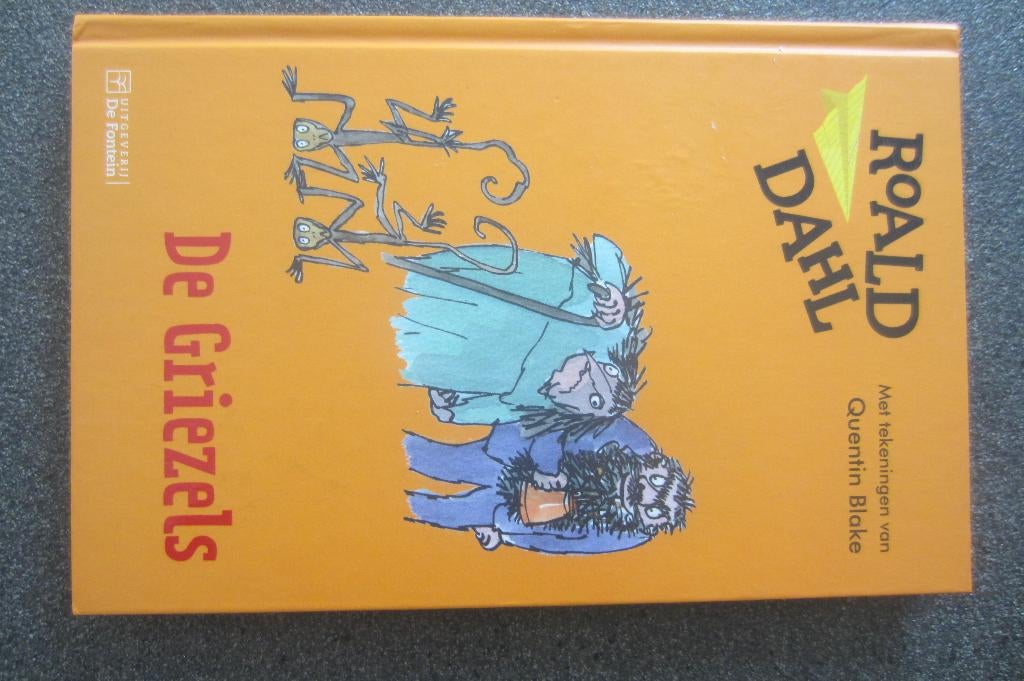 ROALD
DAHL
Met tekeningen van
Quentin Blake
De Griezels
UITGEVERIJ
De Fontein